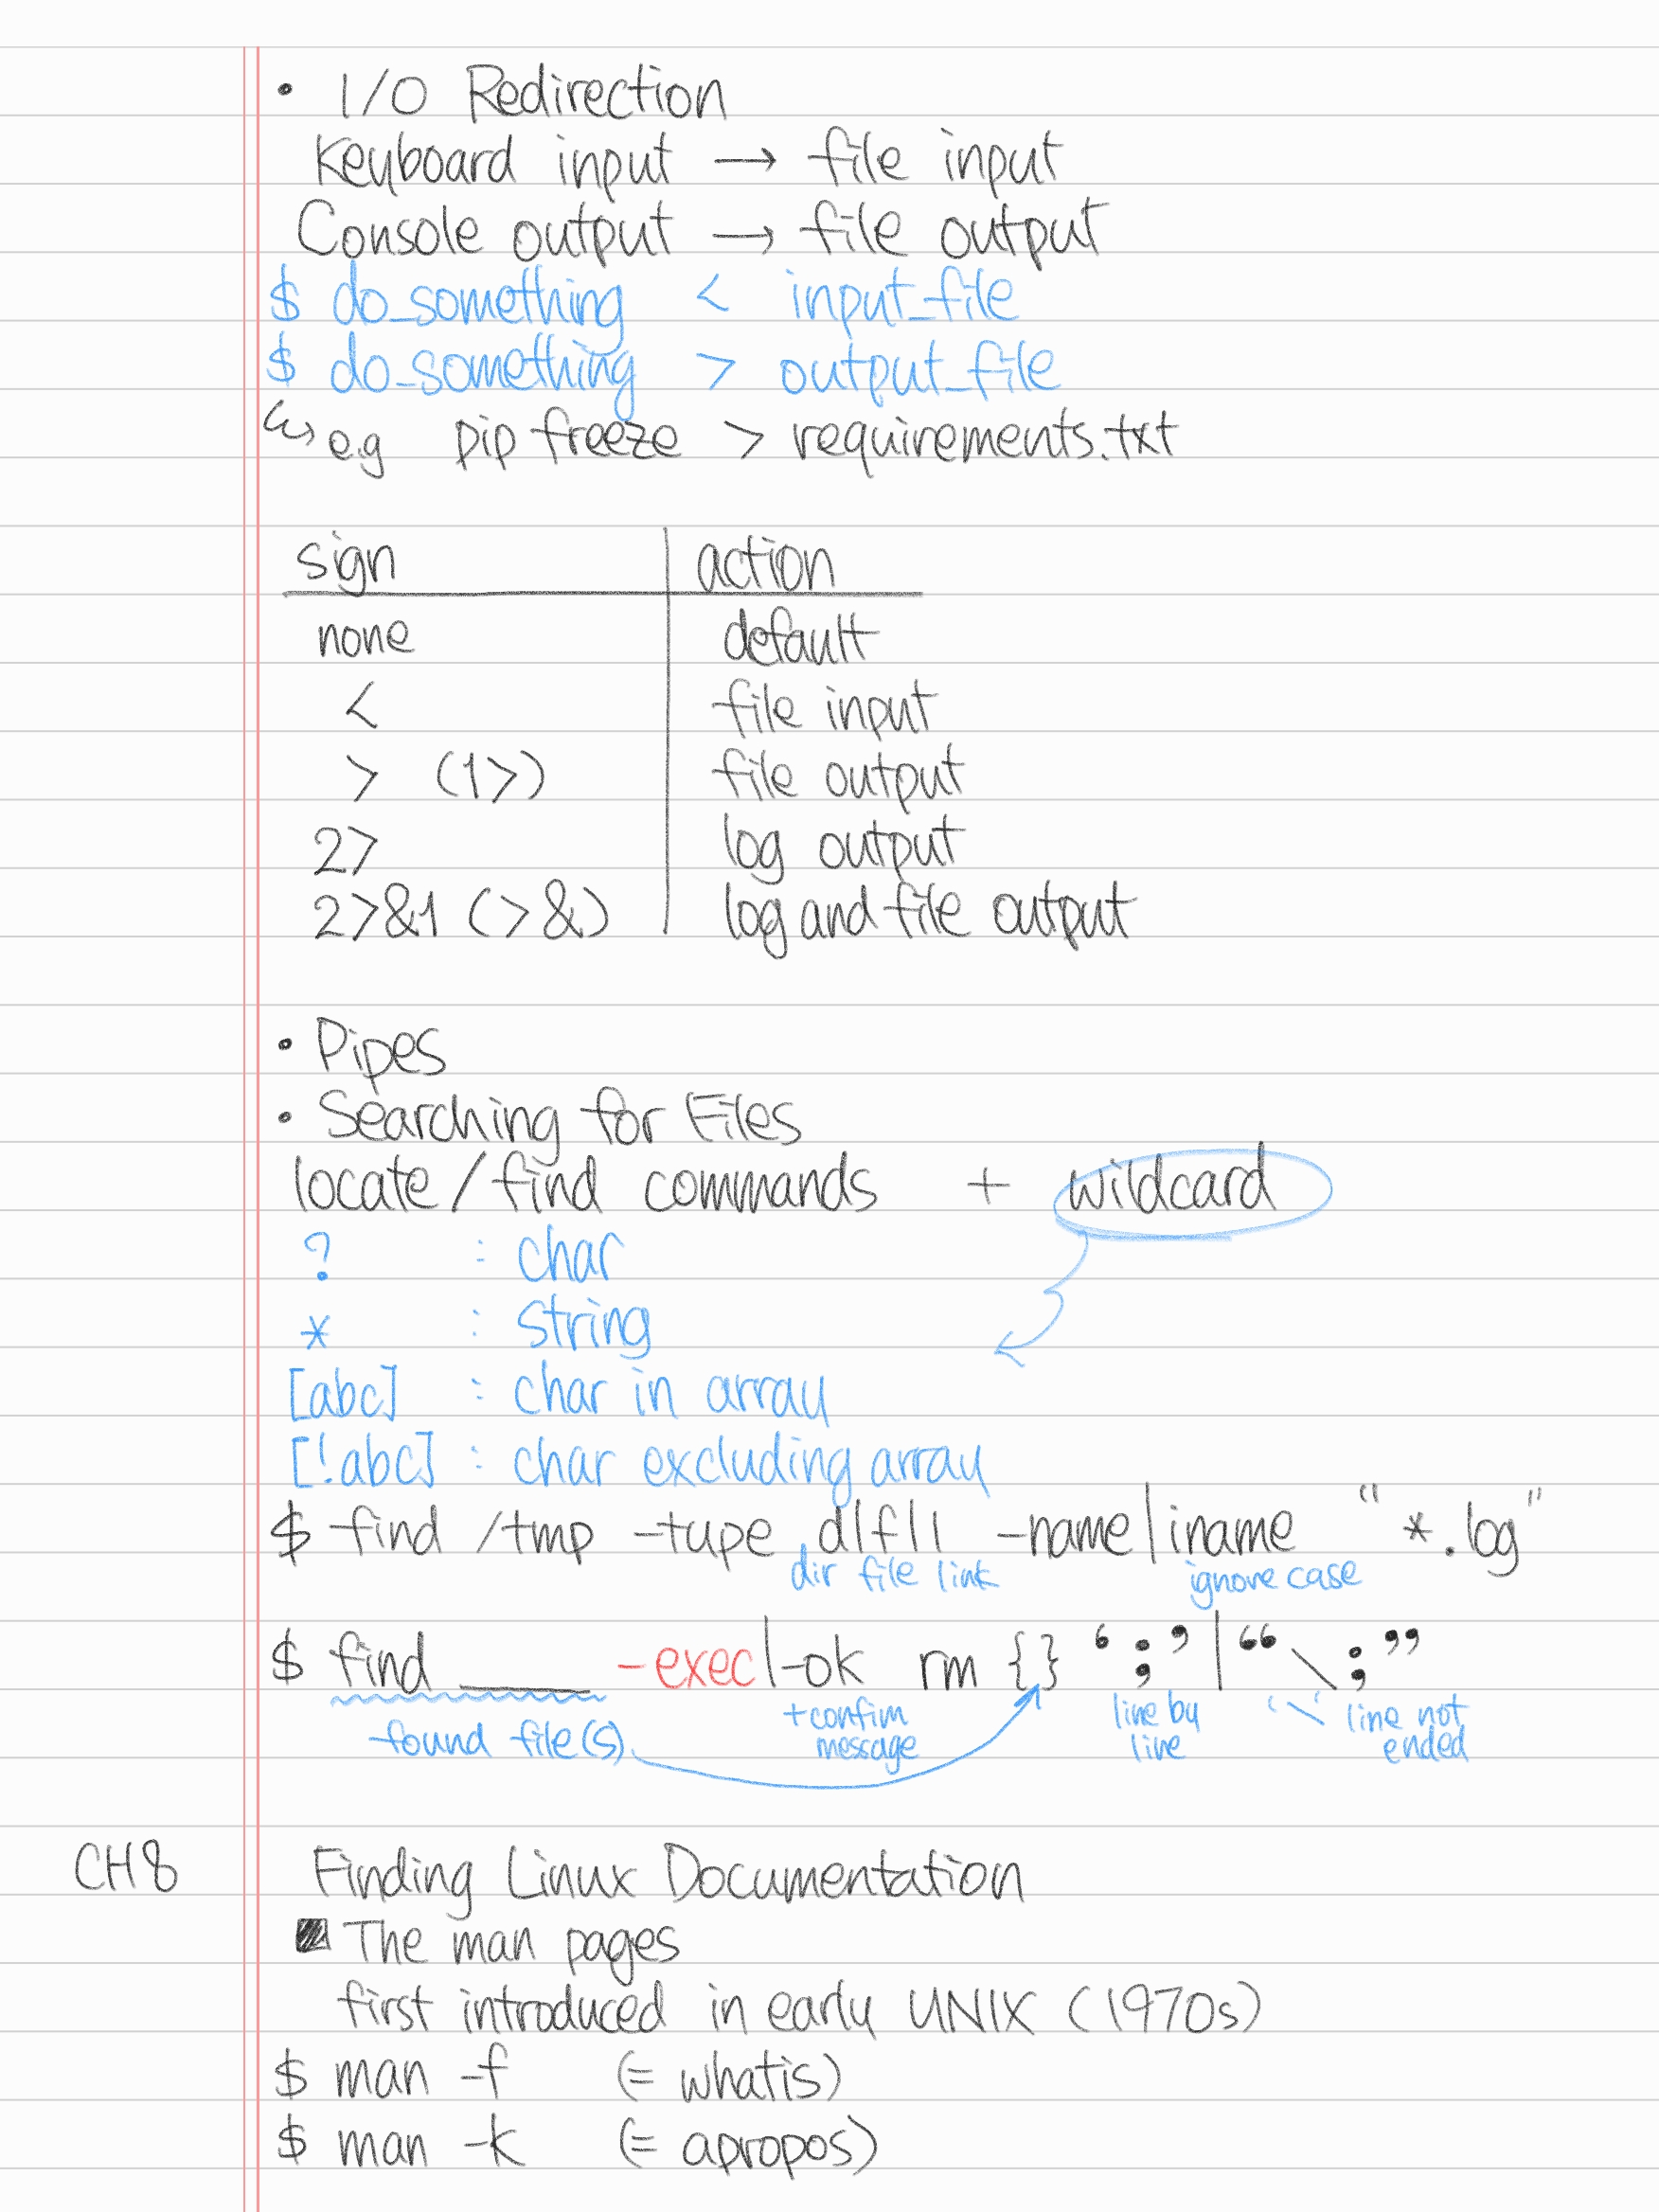 • I/O Redirection
Keyboard input → file input
Console output → file output
$ do_something < input_file
$ do_something > output_file
↪ e.g pip freeze > requirements.txt
sign | action
none | default
< | file input
> (1>) | file output
2> | log output
2>&1 (>&) | log and file output
• Pipes
• Searching for Files
locate/find commands + wildcard
? : char
* : string
[abc] : char in array
[!abc] : char excluding array
$ find /tmp -type d|f|l -name|iname "*.log"
dir file link ignore case
$ find ____ -exec|-ok rm {} ‘;’|“\;”
found file(s) +confim message line by line ‘\‘ line not ended
CH8 Finding Linux Documentation
■ The man pages
first introduced in early UNIX (1970s)
$ man -f (= whatis)
$ man -k (= apropos)